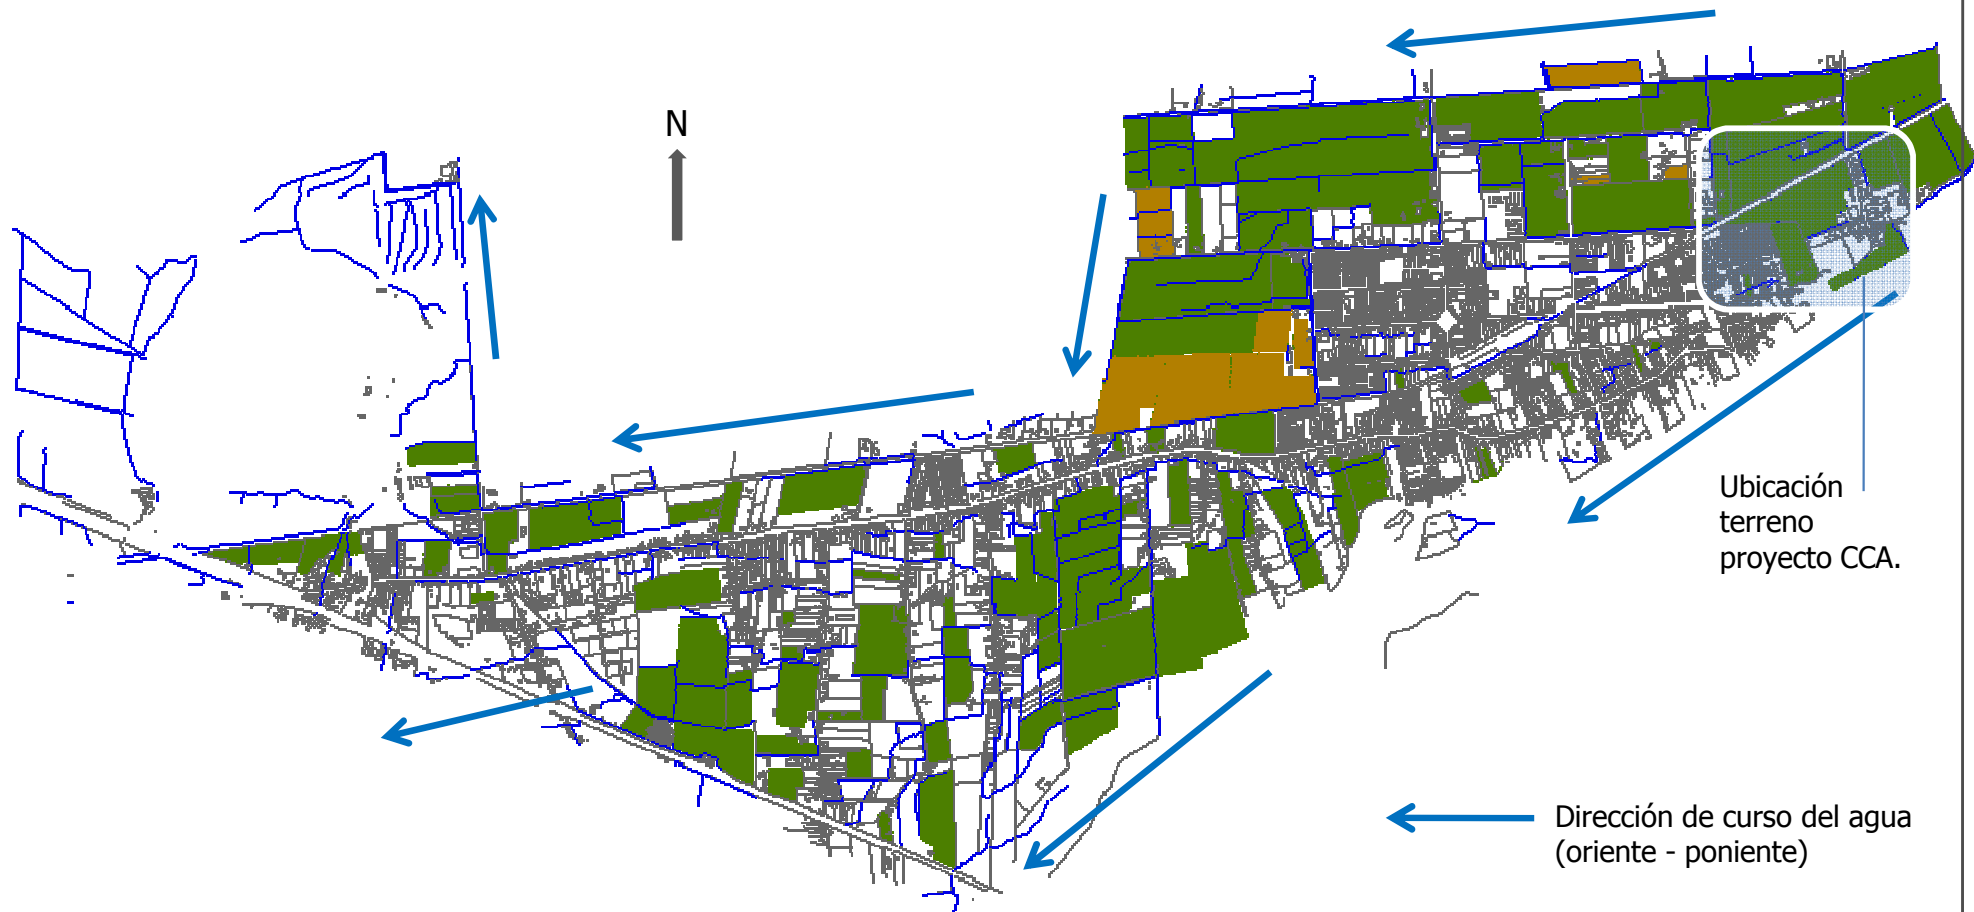 N
Ubicación
terreno
proyecto CCA.
Dirección de curso del agua
(oriente - poniente)